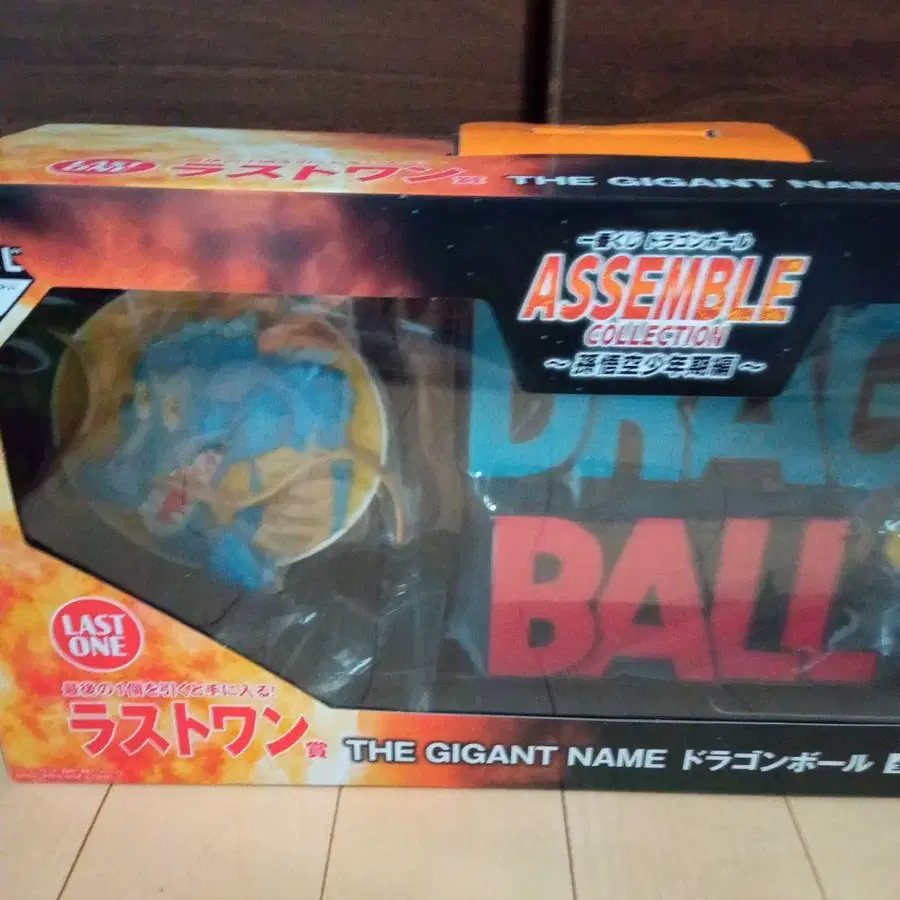 LAST ONE
ラストワン賞 THE GIGANT NAME
じ
一番くじ ドラゴンボール
ASSEMBLE
COLLECTION
～孫悟空少年期編～
DRAG
BALL
LAST
ONE
最後の1個を引くと手に入る!
ラストワン賞 THE GIGANT NAME ドラゴンボール